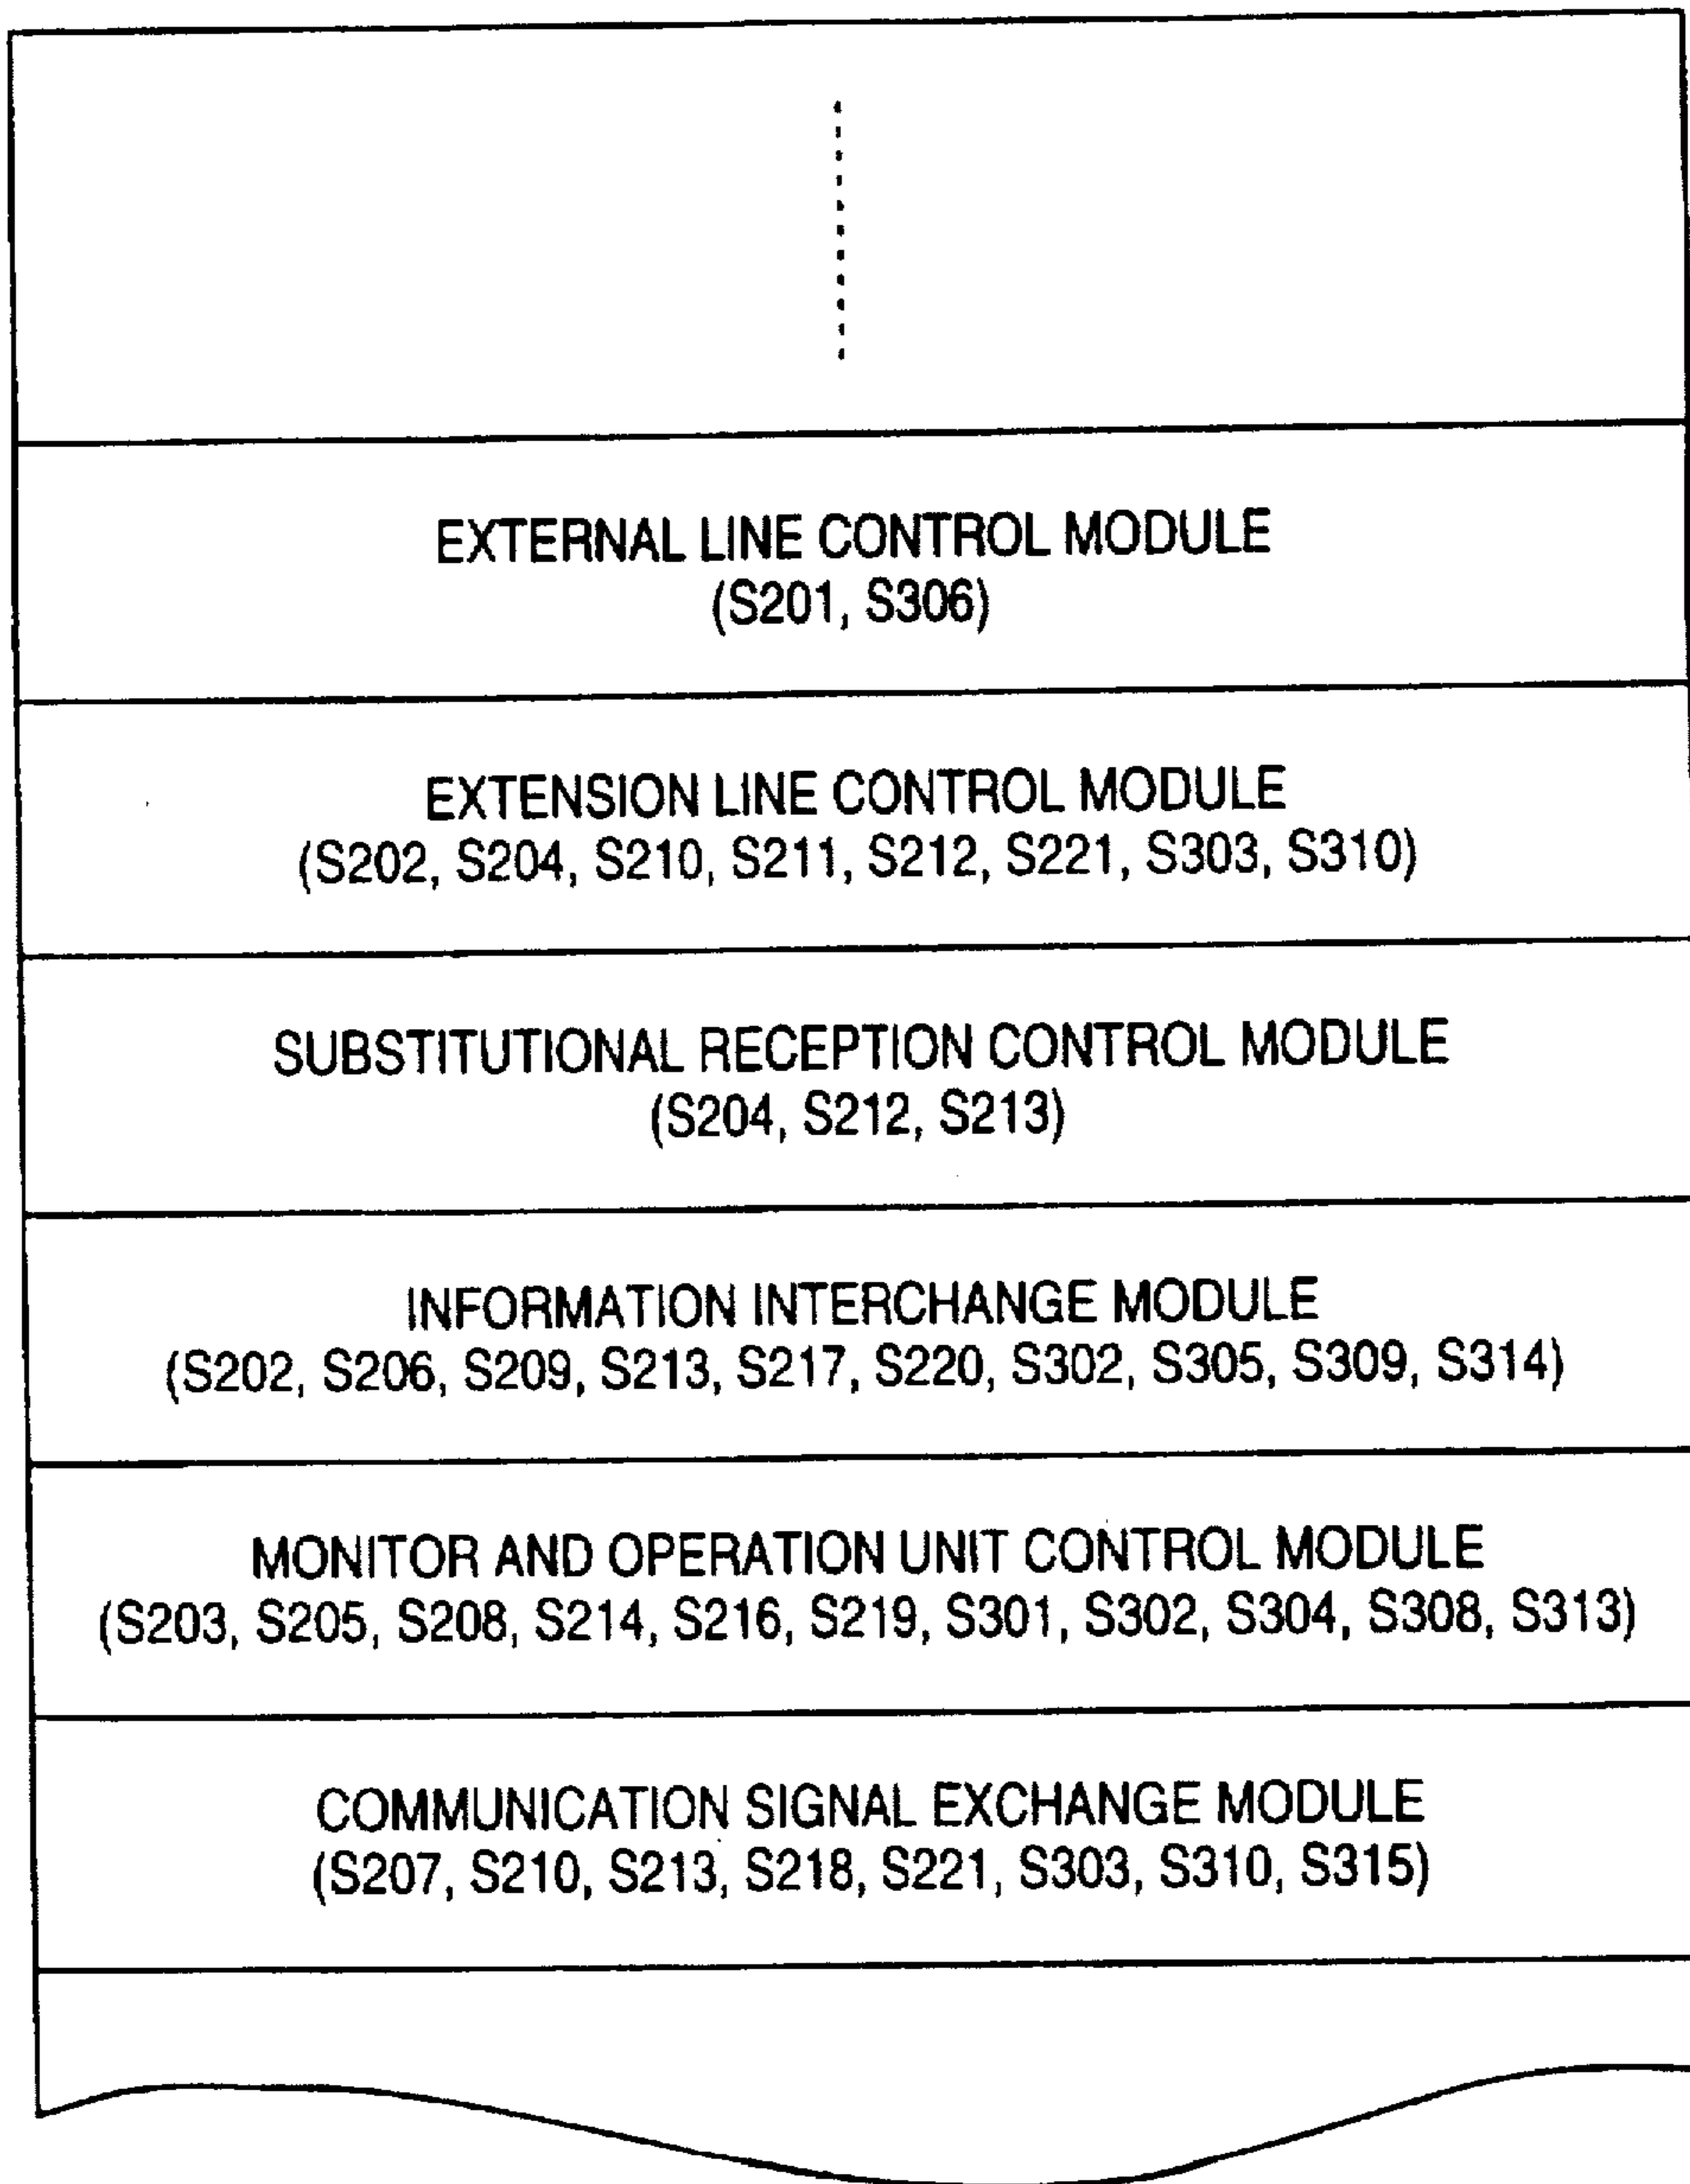 EXTERNAL LINE CONTROL MODULE
(S201, S306)
EXTENSION LINE CONTROL MODULE
(S202, S204, S210, S211, S212, S221, S303, S310)
SUBSTITUTIONAL RECEPTION CONTROL MODULE
(S204, S212, S213)
INFORMATION INTERCHANGE MODULE
(S202, S206, S209, S213, S217, S220, S302, S305, S309, S314)
MONITOR AND OPERATION UNIT CONTROL MODULE
(S203, S205, S208, S214, S216, S219, S301, S302, S304, S308, S313)
COMMUNICATION SIGNAL EXCHANGE MODULE
(S207, S210, S213, S218, S221, S303, S310, S315)